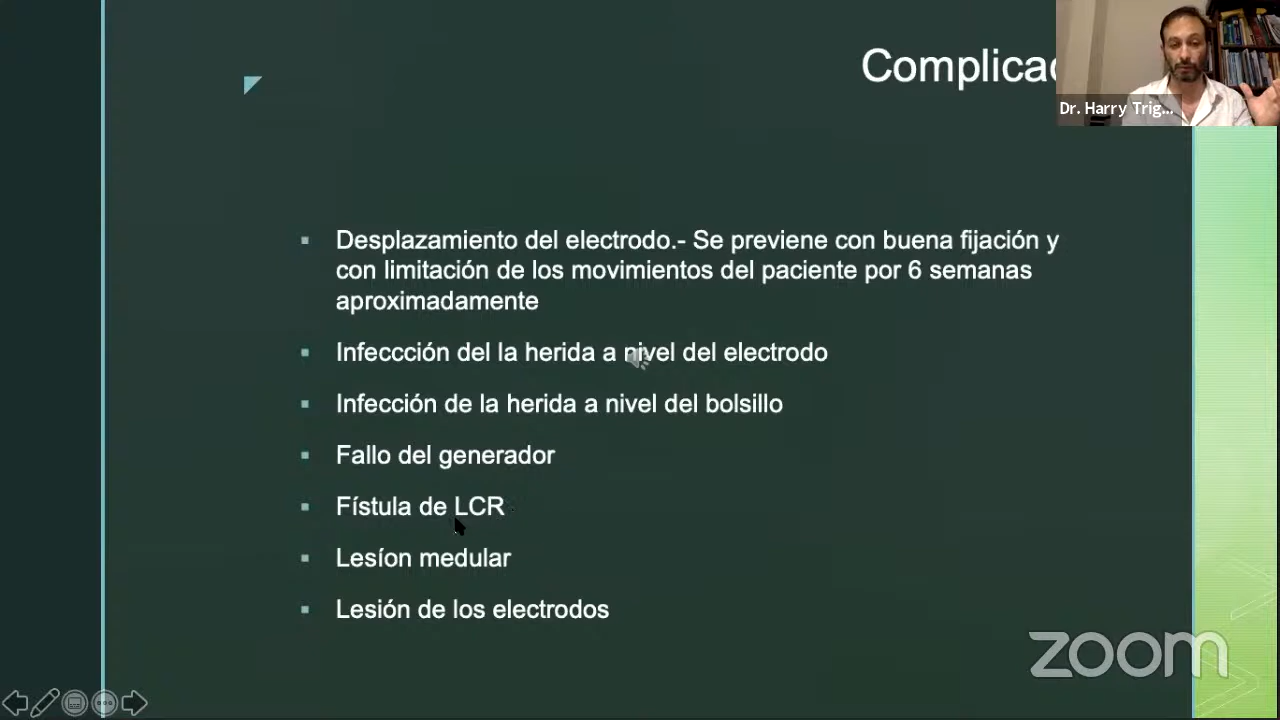 Complicac
Dr. Harry Trig...
Desplazamiento del electrodo.- Se previene con buena fijación y
con limitación de los movimientos del paciente por 6 semanas
aproximadamente
Infeccción del la herida a nivel del electrodo
Infección de la herida a nivel del bolsillo
Fallo del generador
Fístula de LCR
Lesíon medular
Lesión de los electrodos
zoom